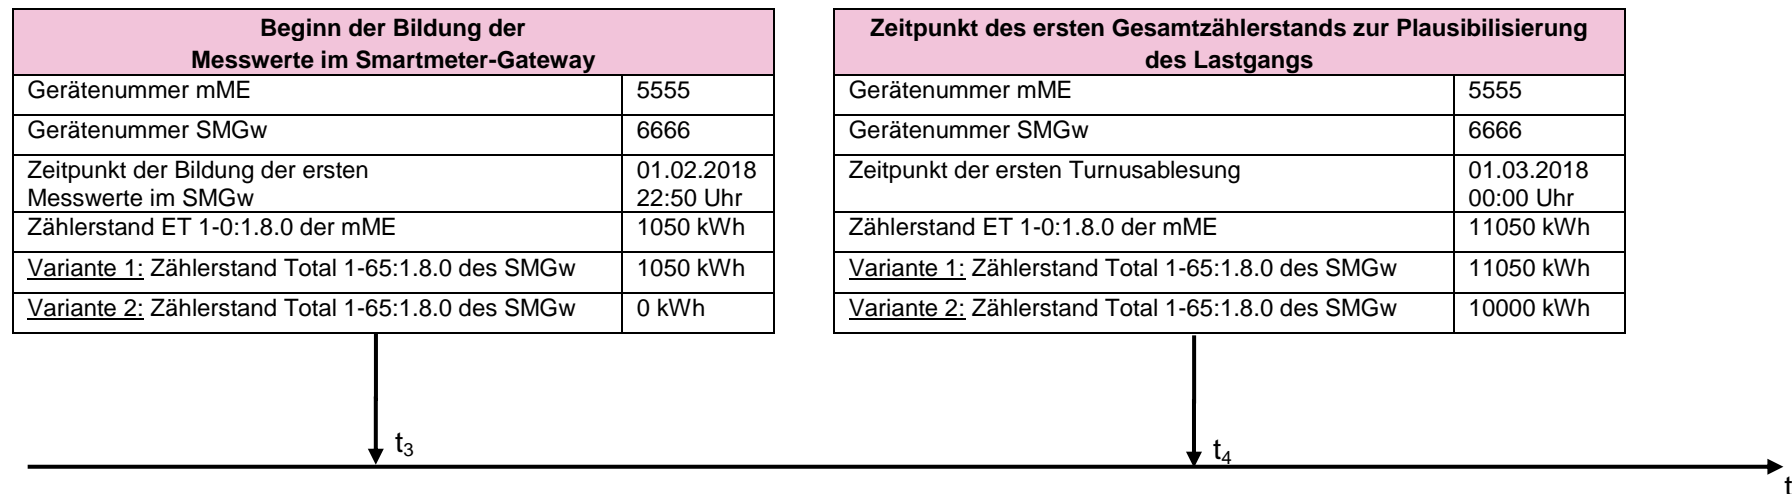 Beginn der Bildung der
Messwerte im Smartmeter-Gateway
Gerätenummer mME 5555
Gerätenummer SMGw 6666
Zeitpunkt der Bildung der ersten 01.02.2018
Messwerte im SMGw 22:50 Uhr
Zählerstand ET 1-0:1.8.0 der mME 1050 kWh
Variante 1: Zählerstand Total 1-65:1.8.0 des SMGw 1050 kWh
Variante 2: Zählerstand Total 1-65:1.8.0 des SMGw 0 kWh
Zeitpunkt des ersten Gesamtzählerstands zur Plausibilisierung
des Lastgangs
Gerätenummer mME 5555
Gerätenummer SMGw 6666
Zeitpunkt der ersten Turnusablesung 01.03.2018
00:00 Uhr
Zählerstand ET 1-0:1.8.0 der mME 11050 kWh
Variante 1: Zählerstand Total 1-65:1.8.0 des SMGw 11050 kWh
Variante 2: Zählerstand Total 1-65:1.8.0 des SMGw 10000 kWh
t₃
t₄
t